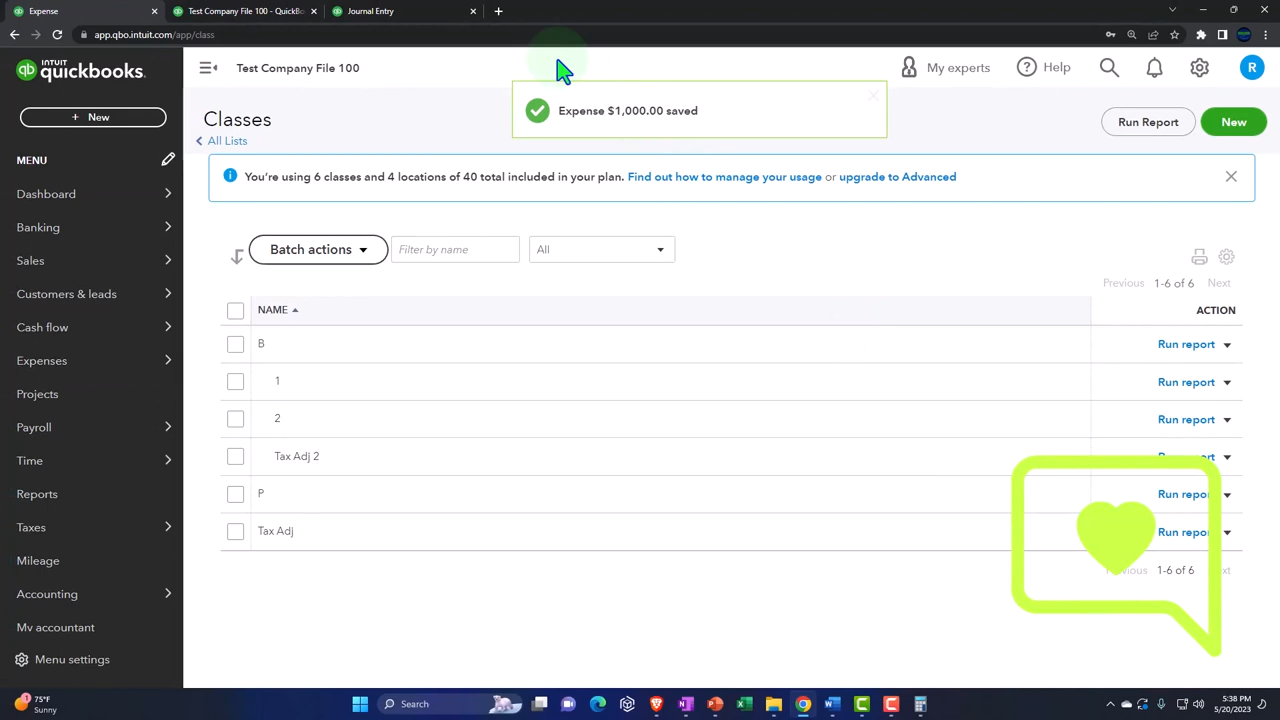 Expense
Test Company File 100 - QuickBo
Journal Entry
app.qbo.intuit.com/app/class
INTUIT
quickbooks.
Test Company File 100
My experts
Help
R
Expense $1,000.00 saved
+ New
Classes
All Lists
Run Report
New
MENU
You're using 6 classes and 4 locations of 40 total included in your plan. Find out how to manage your usage or upgrade to Advanced
Dashboard
Banking
Sales
Customers & leads
Cash flow
Expenses
Projects
Payroll
Time
Reports
Taxes
Mileage
Accounting
My accountant
Menu settings
Batch actions
Filter by name
All
Previous 1-6 of 6 Next
NAME
ACTION
B
Run report
1
Run report
2
Run report
Tax Adj 2
P
Run repor
Tax Adj
Run repor
1-6 of 6
75°F
Sunny
Search
5:38 PM
5/20/2023